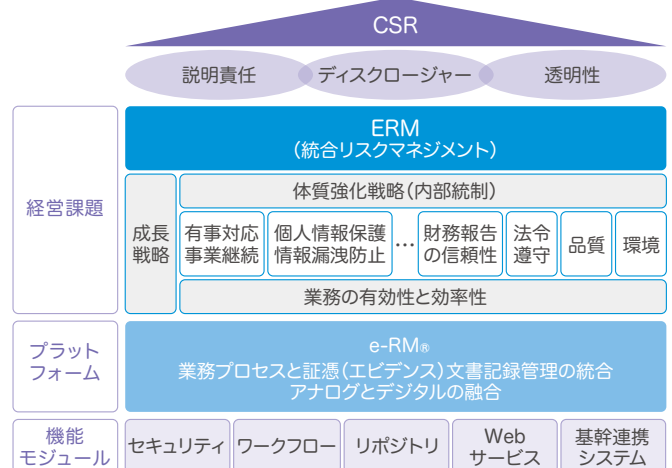 CSR
説明責任
ディスクロージャー
透明性
経営課題
ERM
(統合リスクマネジメント)
成長
戦略
体質強化戦略(内部統制)
有事対応
事業継続
個人情報保護
情報漏洩防止
…
財務報告
の信頼性
法令
遵守
品質
環境
業務の有効性と効率性
プラット
フォーム
e-RM®
業務プロセスと証憑(エビデンス)文書記録管理の統合
アナログとデジタルの融合
機能
モジュール
セキュリティ
ワークフロー
リポジトリ
Web
サービス
基幹連携
システム